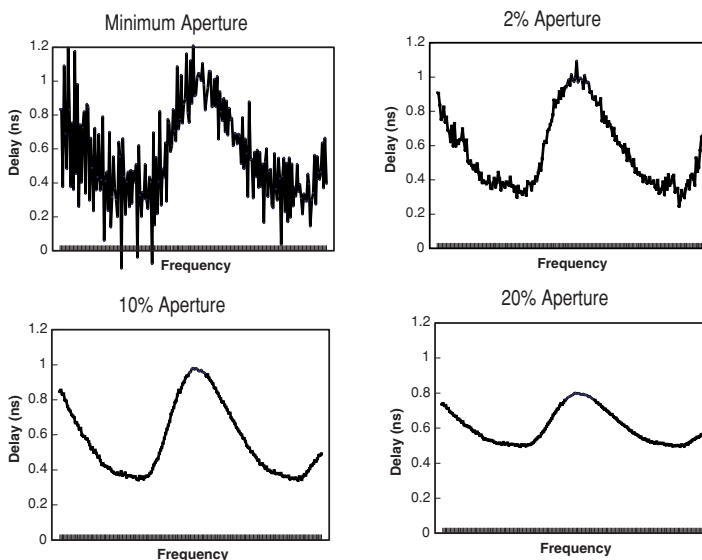 Minimum Aperture
1.2
1
0.8
0.6
0.4
0.2
0
Delay (ns)
Frequency
2% Aperture
1.2
1
0.8
0.6
0.4
0.2
0
Delay (ns)
Frequency
10% Aperture
1.2
1
0.8
0.6
0.4
0.2
0
Delay (ns)
Frequency
20% Aperture
1.2
1
0.8
0.6
0.4
0.2
0
Delay (ns)
Frequency